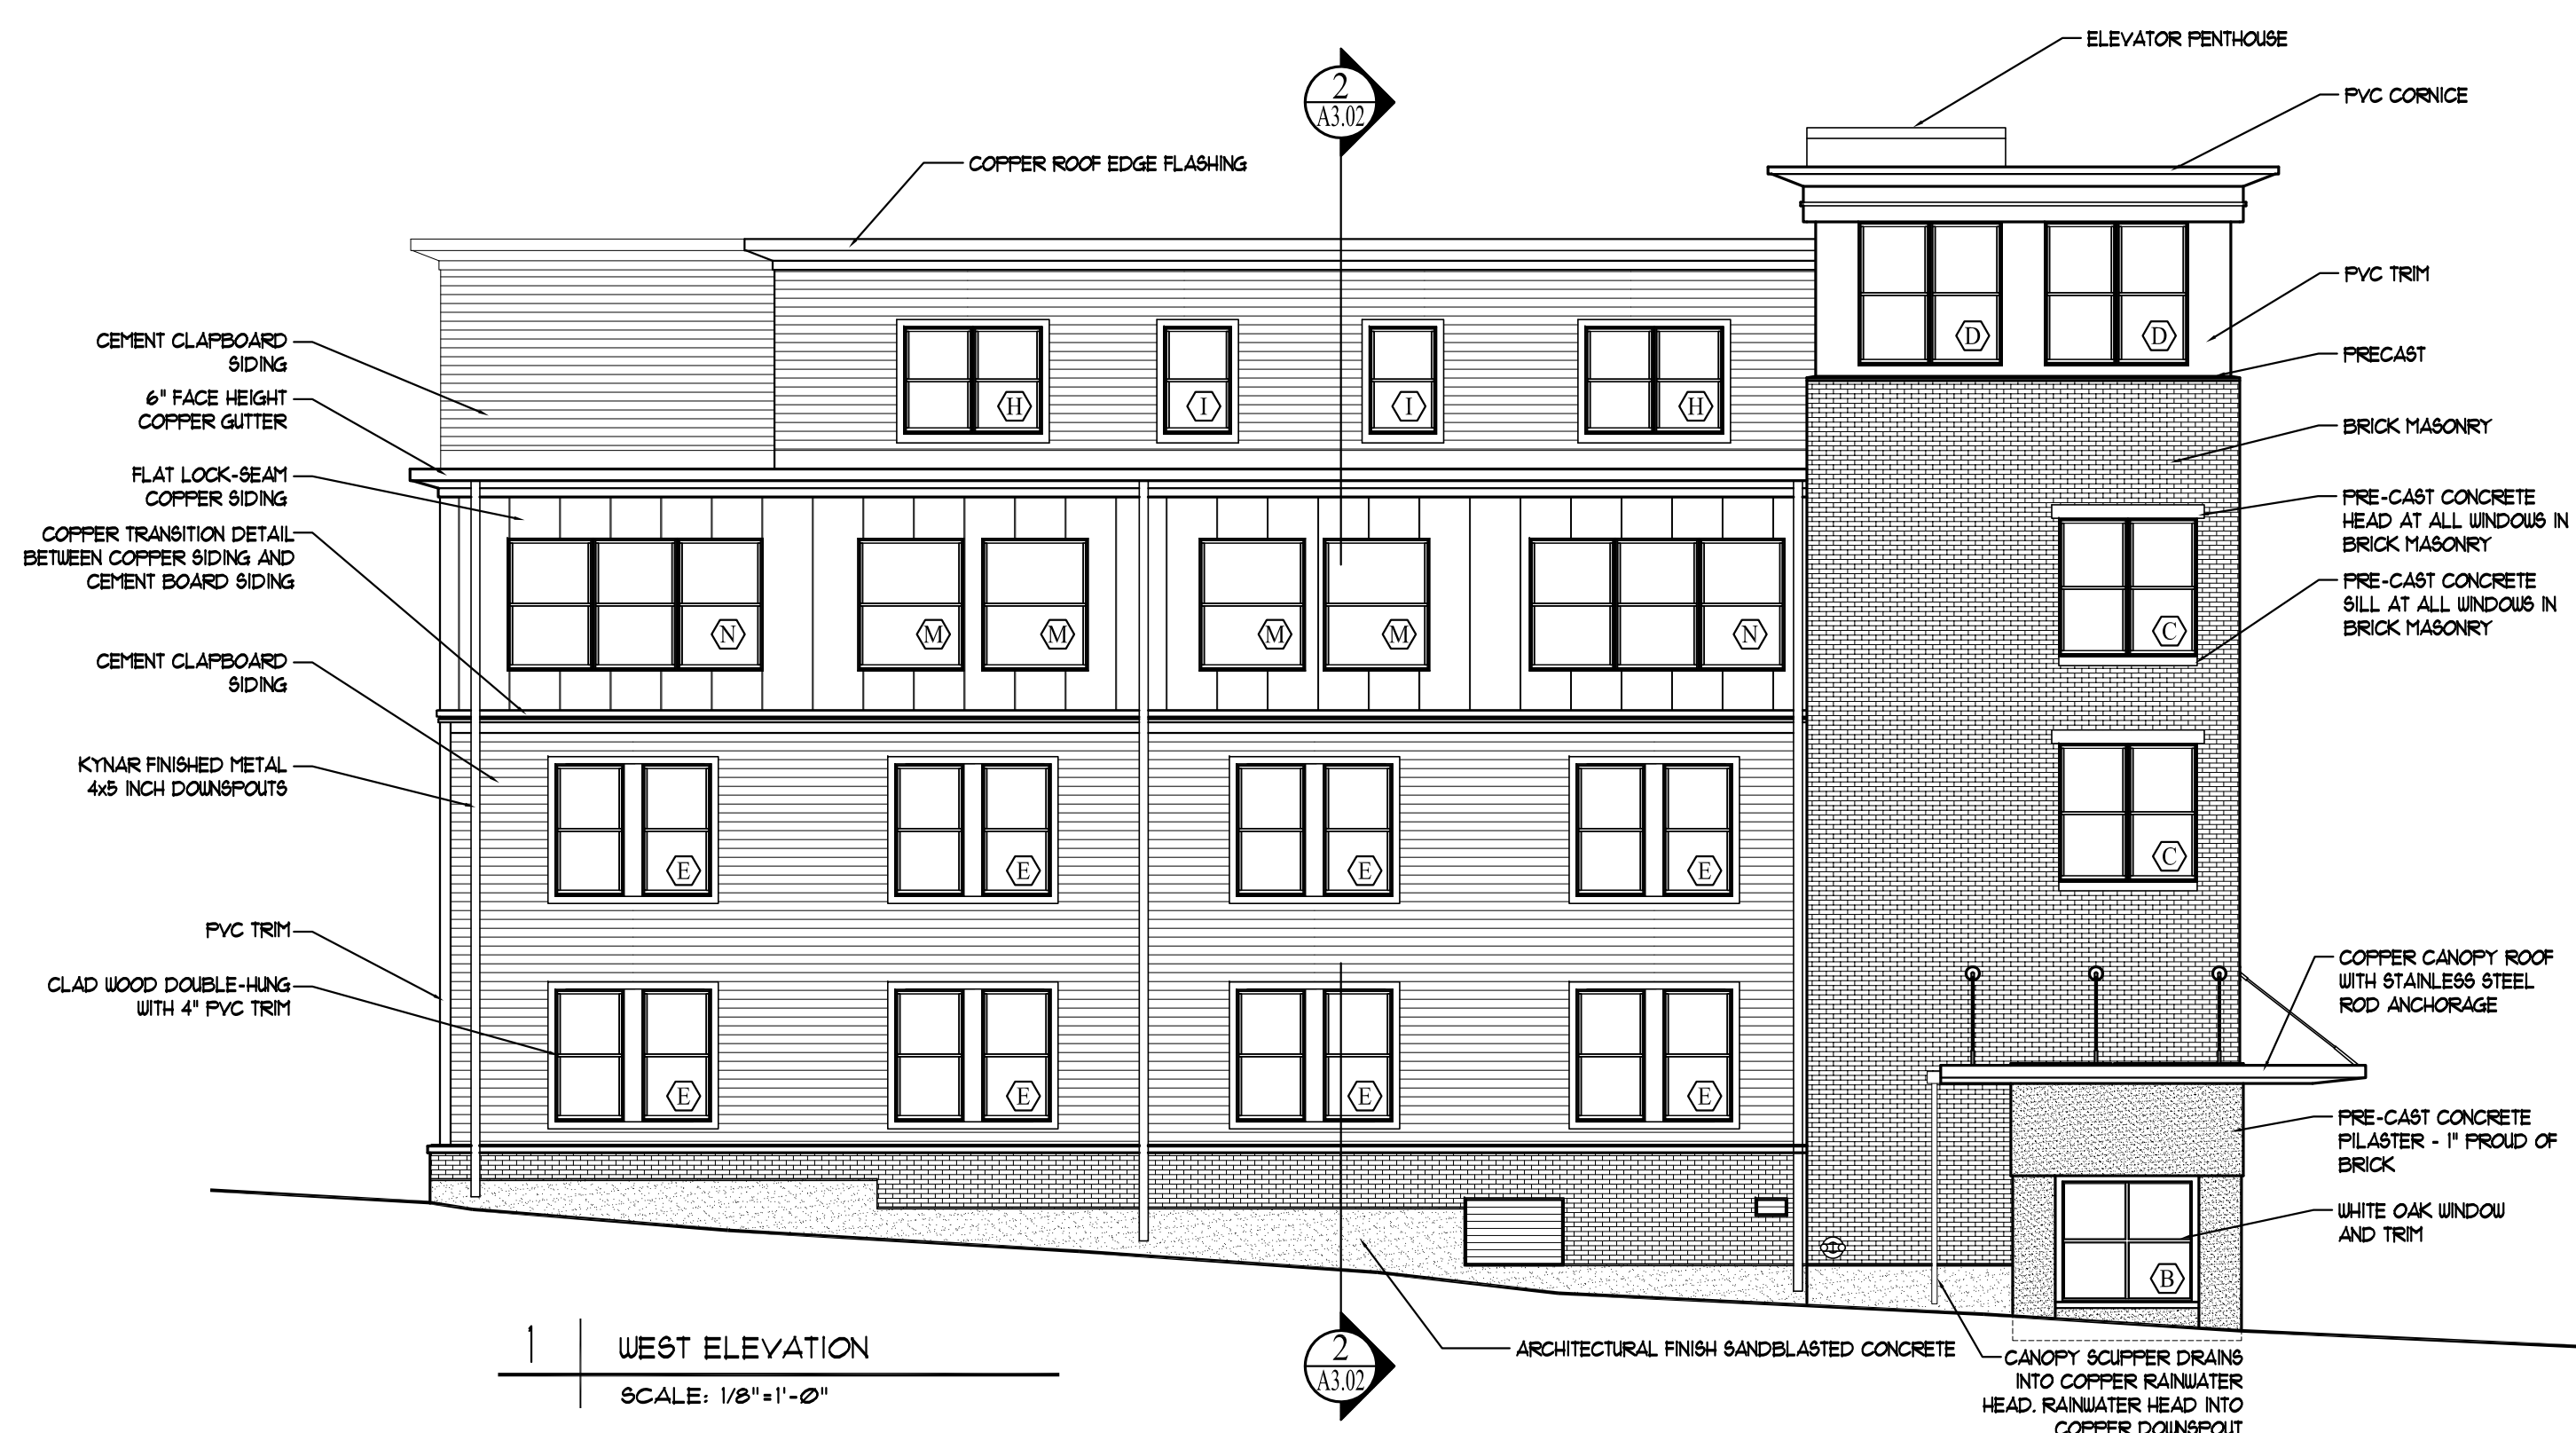 ELEVATOR PENTHOUSE
2
A3.02
PVC CORNICE
COPPER ROOF EDGE FLASHING
PVC TRIM
CEMENT CLAPBOARD
SIDING
D
D
PRECAST
6" FACE HEIGHT
COPPER GUTTER
H
I
I
H
BRICK MASONRY
FLAT LOCK-SEAM
COPPER SIDING
PRE-CAST CONCRETE
HEAD AT ALL WINDOWS IN
BRICK MASONRY
COPPER TRANSITION DETAIL
BETWEEN COPPER SIDING AND
CEMENT BOARD SIDING
PRE-CAST CONCRETE
SILL AT ALL WINDOWS IN
BRICK MASONRY
N
M
M
M
M
N
C
CEMENT CLAPBOARD
SIDING
KYNAR FINISHED METAL
4x5 INCH DOWNSPOUTS
E
E
E
E
C
PVC TRIM
CLAD WOOD DOUBLE-HUNG
WITH 4" PVC TRIM
COPPER CANOPY ROOF
WITH STAINLESS STEEL
ROD ANCHORAGE
E
E
E
E
PRE-CAST CONCRETE
PILASTER - 1" PROUD OF
BRICK
WHITE OAK WINDOW
AND TRIM
B
1
WEST ELEVATION
SCALE: 1/8"=1'-0"
2
A3.02
ARCHITECTURAL FINISH SANDBLASTED CONCRETE
CANOPY SCUPPER DRAINS
INTO COPPER RAINWATER
HEAD. RAINWATER HEAD INTO
COPPER DOWNSPOUT